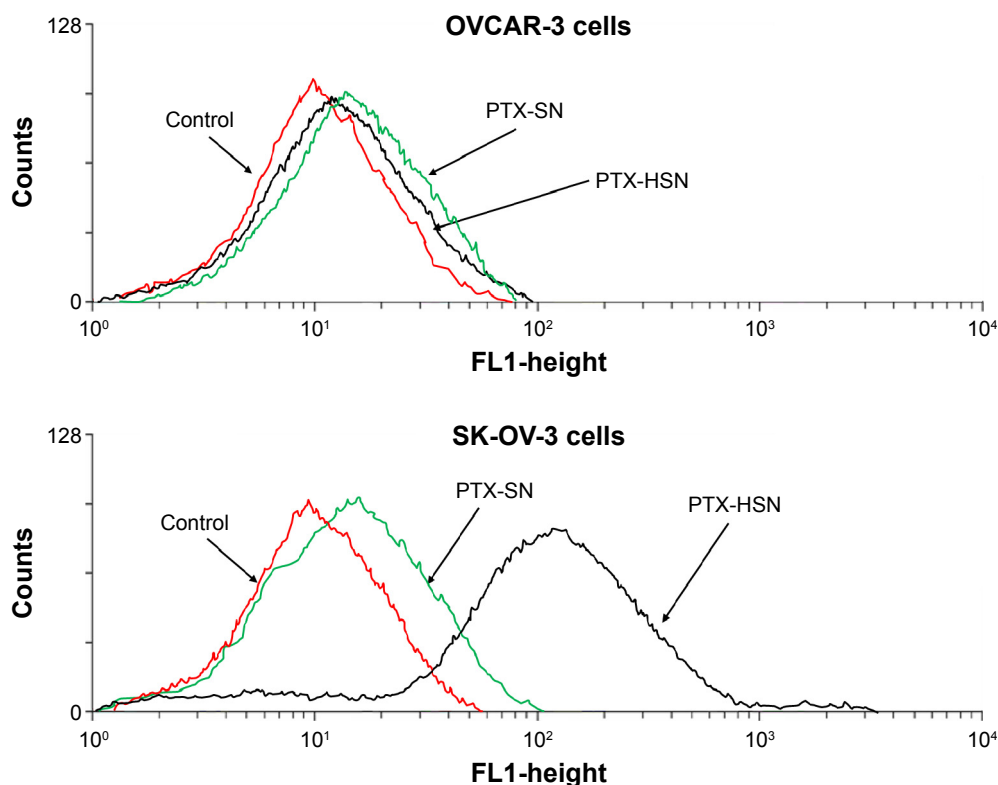 OVCAR-3 cells
128
Control
PTX-SN
PTX-HSN
Counts
0
10⁰ 10¹ 10² 10³ 10⁴
FL1-height
SK-OV-3 cells
128
Control
PTX-SN
PTX-HSN
Counts
0
10⁰ 10¹ 10² 10³ 10⁴
FL1-height